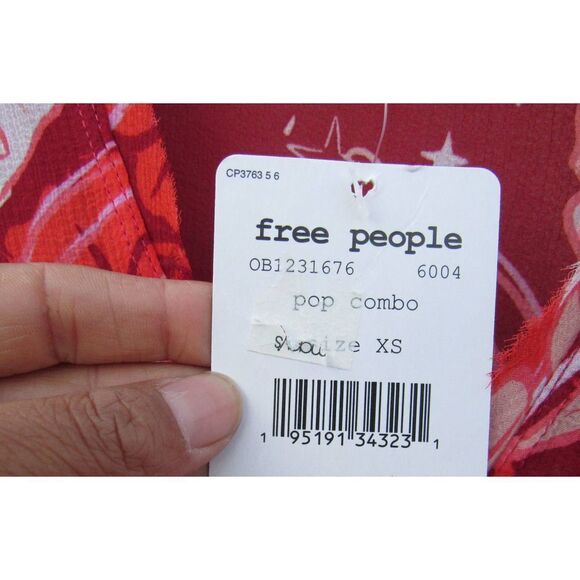 CP3763 5 6
free people
OB1231676 6004
pop combo
size XS
1 95191 34323 1